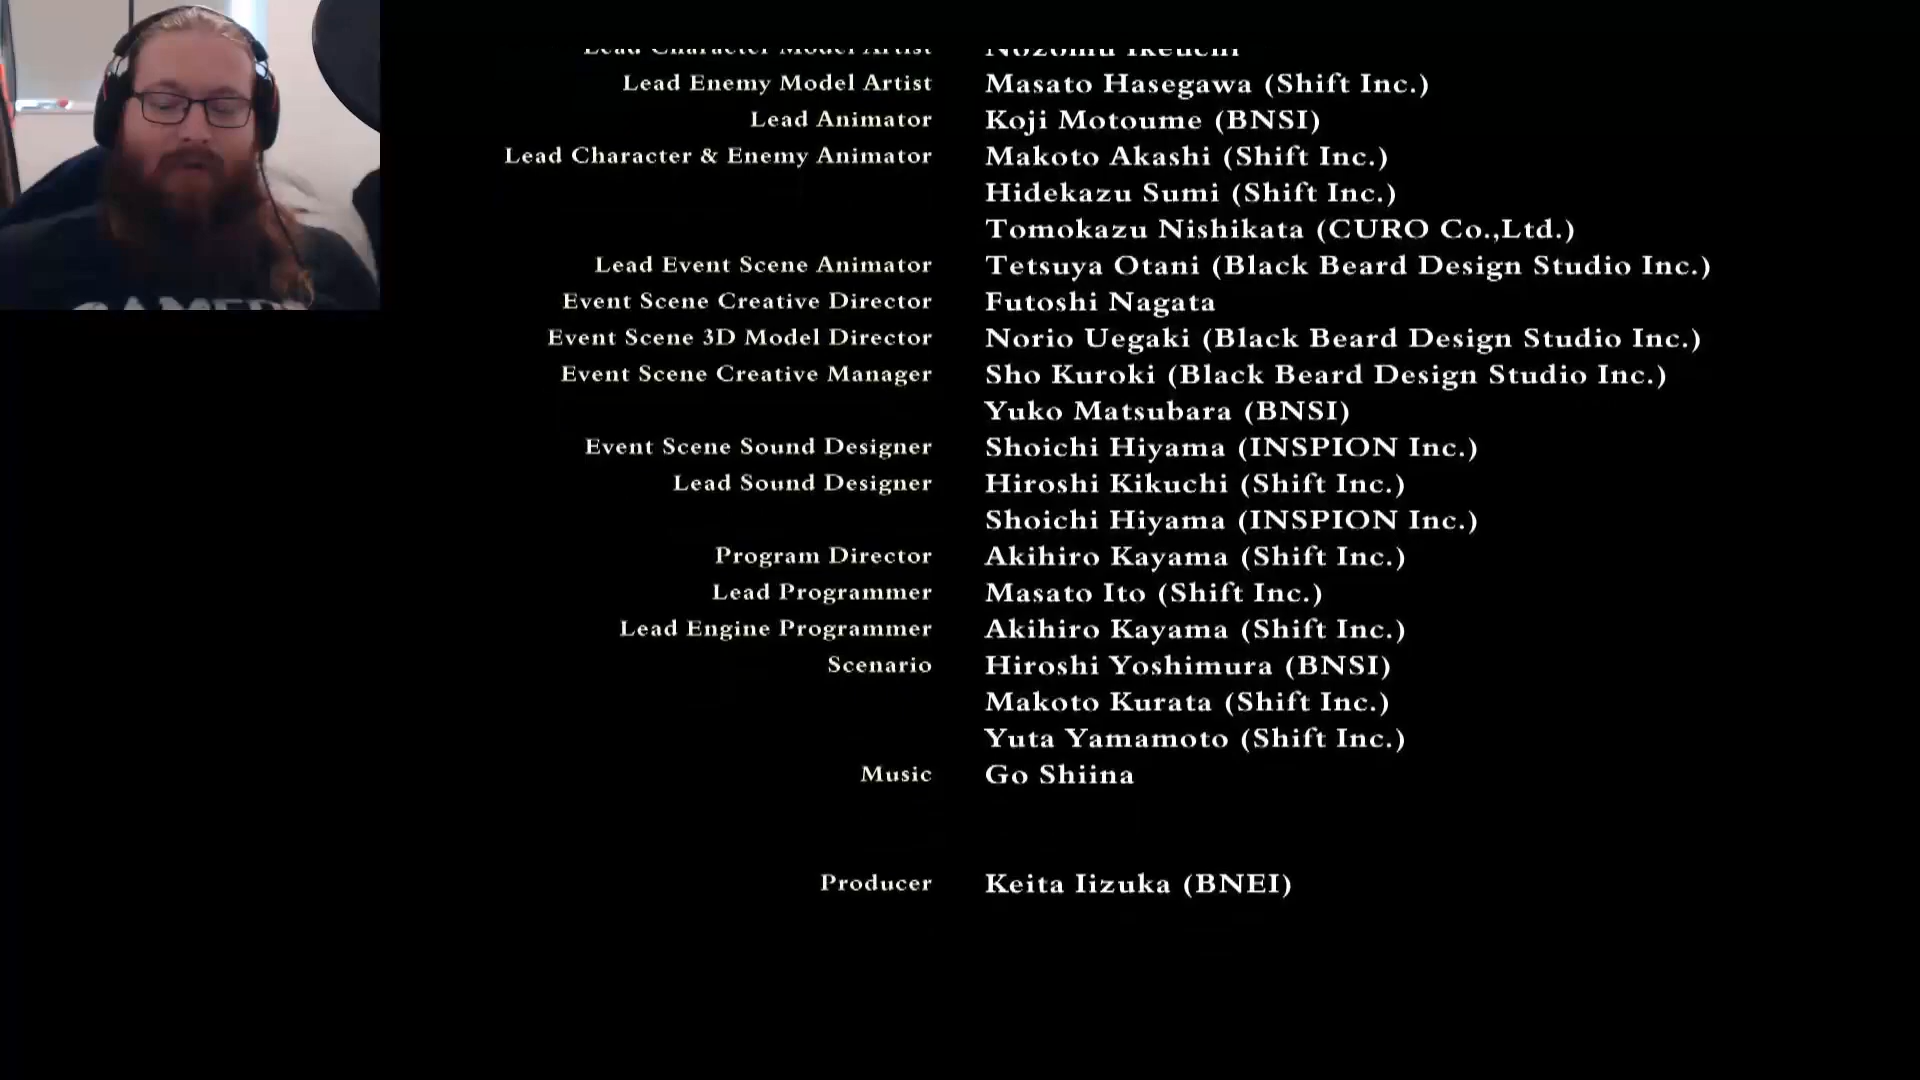 Lead Character Model Artist Nozomu Ikeuchi
Lead Enemy Model Artist Masato Hasegawa (Shift Inc.)
Lead Animator Koji Motoume (BNSI)
Lead Character & Enemy Animator Makoto Akashi (Shift Inc.)
Hidekazu Sumi (Shift Inc.)
Tomokazu Nishikata (CURO Co.,Ltd.)
Lead Event Scene Animator Tetsuya Otani (Black Beard Design Studio Inc.)
Event Scene Creative Director Futoshi Nagata
Event Scene 3D Model Director Norio Uegaki (Black Beard Design Studio Inc.)
Event Scene Creative Manager Sho Kuroki (Black Beard Design Studio Inc.)
Yuko Matsubara (BNSI)
Event Scene Sound Designer Shoichi Hiyama (INSPION Inc.)
Lead Sound Designer Hiroshi Kikuchi (Shift Inc.)
Shoichi Hiyama (INSPION Inc.)
Program Director Akihiro Kayama (Shift Inc.)
Lead Programmer Masato Ito (Shift Inc.)
Lead Engine Programmer Akihiro Kayama (Shift Inc.)
Scenario Hiroshi Yoshimura (BNSI)
Makoto Kurata (Shift Inc.)
Yuta Yamamoto (Shift Inc.)
Music Go Shiina
Producer Keita Iizuka (BNEI)